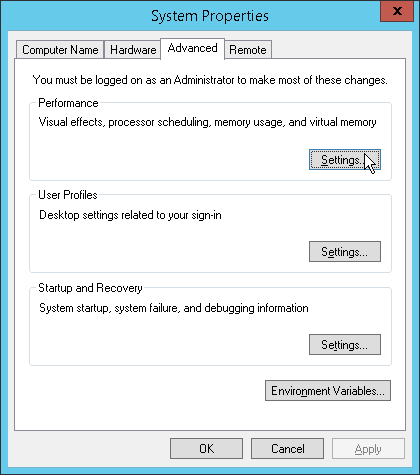 System Properties
Computer Name Hardware Advanced Remote
You must be logged on as an Administrator to make most of these changes.
Performance
Visual effects, processor scheduling, memory usage, and virtual memory
Settings...
User Profiles
Desktop settings related to your sign-in
Settings...
Startup and Recovery
System startup, system failure, and debugging information
Settings...
Environment Variables...
OK Cancel Apply